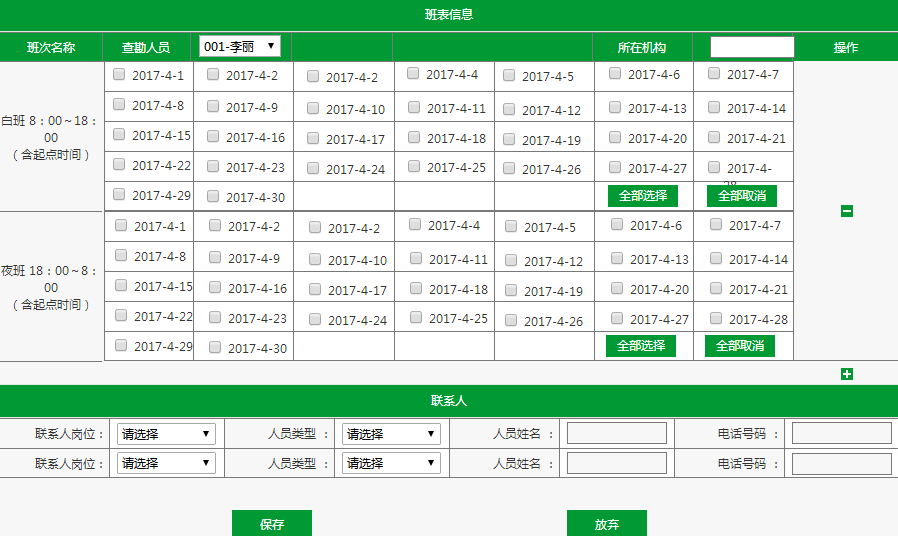 班表信息
班次名称 查勘人员 001-李丽 所在机构 操作
白班 8：00～18：00
（含起点时间）
2017-4-1 2017-4-2 2017-4-2 2017-4-4 2017-4-5 2017-4-6 2017-4-7
2017-4-8 2017-4-9 2017-4-10 2017-4-11 2017-4-12 2017-4-13 2017-4-14
2017-4-15 2017-4-16 2017-4-17 2017-4-18 2017-4-19 2017-4-20 2017-4-21
2017-4-22 2017-4-23 2017-4-24 2017-4-25 2017-4-26 2017-4-27 2017-4-28
2017-4-29 2017-4-30 全部选择 全部取消
夜班 18：00～8：00
（含起点时间）
2017-4-1 2017-4-2 2017-4-2 2017-4-4 2017-4-5 2017-4-6 2017-4-7
2017-4-8 2017-4-9 2017-4-10 2017-4-11 2017-4-12 2017-4-13 2017-4-14
2017-4-15 2017-4-16 2017-4-17 2017-4-18 2017-4-19 2017-4-20 2017-4-21
2017-4-22 2017-4-23 2017-4-24 2017-4-25 2017-4-26 2017-4-27 2017-4-28
2017-4-29 2017-4-30 全部选择 全部取消
联系人
联系人岗位： 请选择 人员类型 ： 请选择 人员姓名 ： 电话号码 ：
联系人岗位： 请选择 人员类型 ： 请选择 人员姓名 ： 电话号码 ：
保存 放弃